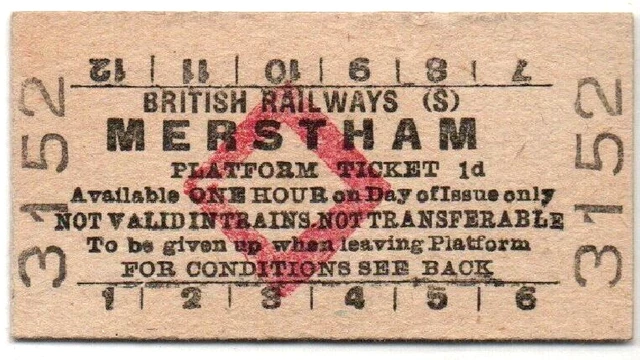 12 | 11 | 10 | 9 | 8 | 7
BRITISH RAILWAYS (S)
MERSTHAM
PLATFORM TICKET 1d
Available ONE HOUR on Day of Issue only
NOT VALID IN TRAINS. NOT TRANSFERABLE
To be given up when leaving Platform
FOR CONDITIONS SEE BACK
1 | 2 | 3 | 4 | 5 | 6
3152
3152